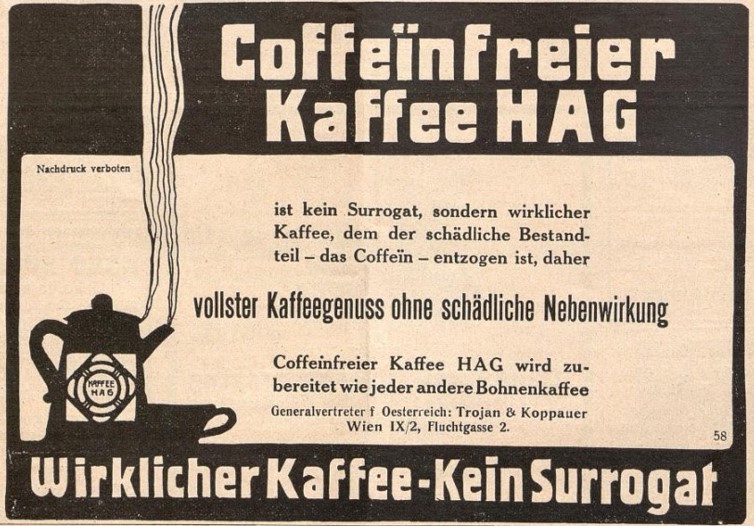 Coffeïnfreier
Kaffee HAG
Nachdruck verboten
ist kein Surrogat, sondern wirklicher
Kaffee, dem der schädliche Bestand-
teil – das Coffeïn – entzogen ist, daher
vollster Kaffeegenuss ohne schädliche Nebenwirkung
KAFFEE
HAG
Coffeinfreier Kaffee HAG wird zu-
bereitet wie jeder andere Bohnenkaffee
Generalvertreter f Oesterreich: Trojan & Koppauer
Wien IX/2, Fluchtgasse 2.
58
Wirklicher Kaffee-Kein Surrogat